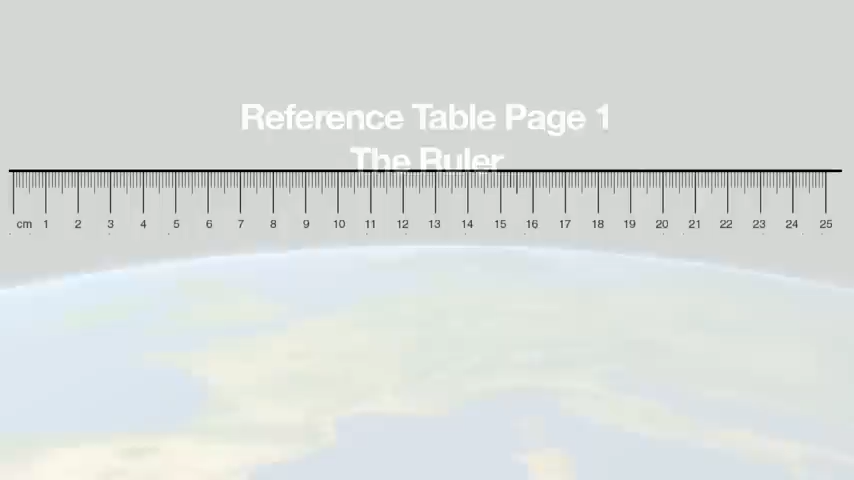 Reference Table Page 1
The Ruler
cm 1 2 3 4 5 6 7 8 9 10 11 12 13 14 15 16 17 18 19 20 21 22 23 24 25